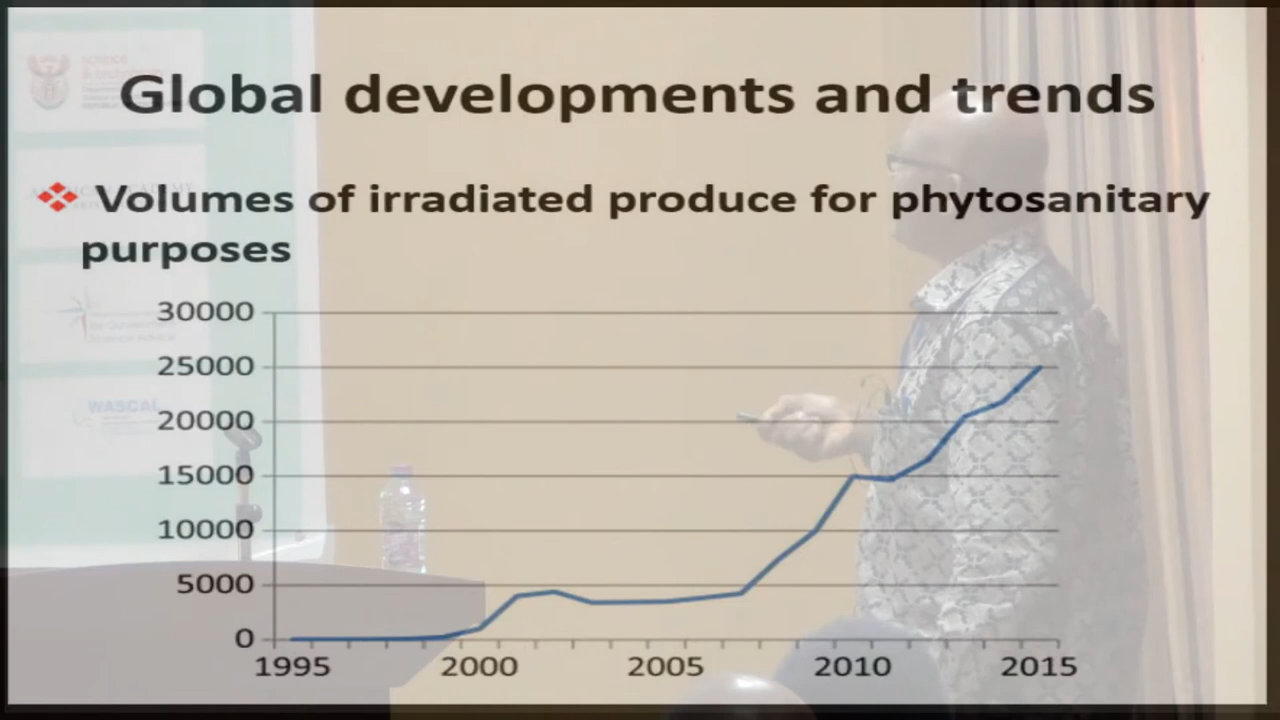 Global developments and trends
Volumes of irradiated produce for phytosanitary
purposes
30000
25000
20000
15000
10000
5000
0
1995 2000 2005 2010 2015
WASCAL